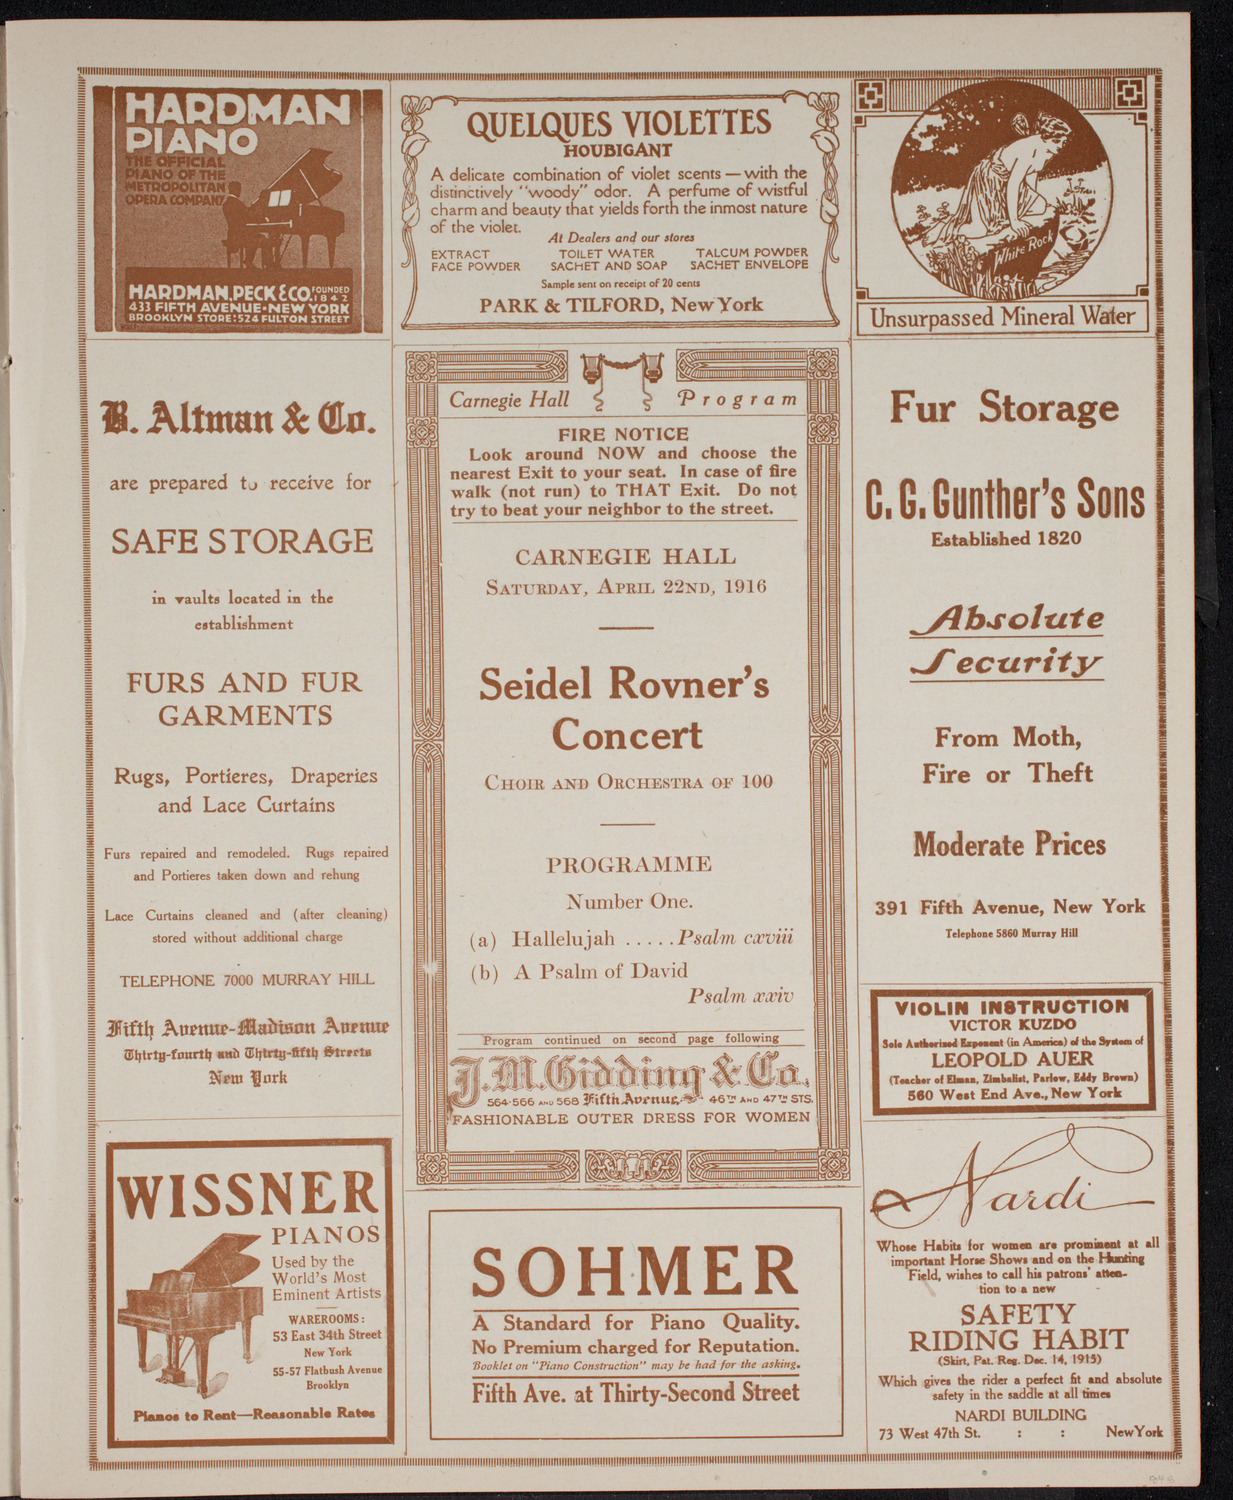 HARDMAN
PIANO
THE OFFICIAL
PIANO OF THE
METROPOLITAN
OPERA COMPANY
HARDMAN, PECK & CO. FOUNDED 1842
433 FIFTH AVENUE·NEW YORK
BROOKLYN STORE:524 FULTON STREET
QUELQUES VIOLETTES
HOUBIGANT
A delicate combination of violet scents — with the
distinctively "woody" odor. A perfume of wistful
charm and beauty that yields forth the inmost nature
of the violet.
At Dealers and our stores
EXTRACT TOILET WATER TALCUM POWDER
FACE POWDER SACHET AND SOAP SACHET ENVELOPE
Sample sent on receipt of 20 cents
PARK & TILFORD, New York
White Rock
Unsurpassed Mineral Water
B. Altman & Co.
are prepared to receive for
SAFE STORAGE
in vaults located in the
establishment
FURS AND FUR
GARMENTS
Rugs, Portieres, Draperies
and Lace Curtains
Furs repaired and remodeled. Rugs repaired
and Portieres taken down and rehung
Lace Curtains cleaned and (after cleaning)
stored without additional charge
TELEPHONE 7000 MURRAY HILL
Fifth Avenue-Madison Avenue
Thirty-fourth and Thirty-fifth Streets
New York
WISSNER
PIANOS
Used by the
World's Most
Eminent Artists
WAREROOMS:
53 East 34th Street
New York
55-57 Flatbush Avenue
Brooklyn
Pianos to Rent—Reasonable Rates
Carnegie Hall Program
FIRE NOTICE
Look around NOW and choose the
nearest Exit to your seat. In case of fire
walk (not run) to THAT Exit. Do not
try to beat your neighbor to the street.
CARNEGIE HALL
SATURDAY, APRIL 22ND, 1916
Seidel Rovner's
Concert
CHOIR AND ORCHESTRA OF 100
PROGRAMME
Number One.
(a) Hallelujah ..... Psalm cxviii
(b) A Psalm of David
Psalm xxiv
Program continued on second page following
J.M. Gidding & Co.
564-566 AND 568 Fifth Avenue, 46TH AND 47TH STS.
FASHIONABLE OUTER DRESS FOR WOMEN
SOHMER
A Standard for Piano Quality.
No Premium charged for Reputation.
Booklet on "Piano Construction" may be had for the asking.
Fifth Ave. at Thirty-Second Street
Fur Storage
C. G. Gunther's Sons
Established 1820
Absolute
Security
From Moth,
Fire or Theft
Moderate Prices
391 Fifth Avenue, New York
Telephone 5860 Murray Hill
VIOLIN INSTRUCTION
VICTOR KUZDO
Sole Authorized Exponent (in America) of the System of
LEOPOLD AUER
(Teacher of Elman, Zimbalist, Parlow, Eddy Brown)
560 West End Ave., New York
Nardi
Whose Habits for women are prominent at all
important Horse Shows and on the Hunting
Field, wishes to call his patrons' atten-
tion to a new
SAFETY
RIDING HABIT
(Skirt, Pat. Reg. Dec. 14, 1915)
Which gives the rider a perfect fit and absolute
safety in the saddle at all times
NARDI BUILDING
73 West 47th St. : : New York